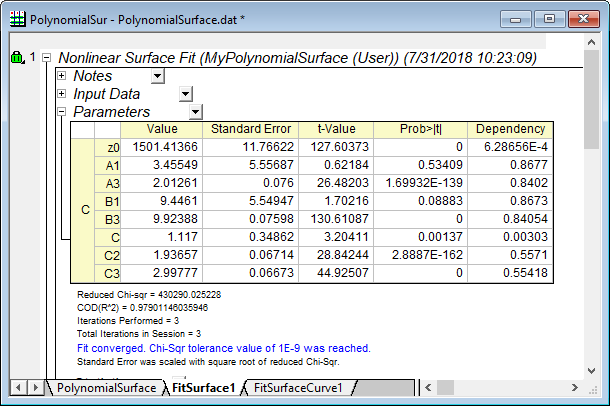 PolynomialSur - PolynomialSurface.dat *
1 Nonlinear Surface Fit (MyPolynomialSurface (User)) (7/31/2018 10:23:09)
Notes
Input Data
Parameters
Value Standard Error t-Value Prob>|t| Dependency
z0 1501.41366 11.76622 127.60373 0 6.28656E-4
A1 3.45549 5.55687 0.62184 0.53409 0.8677
A3 2.01261 0.076 26.48203 1.69932E-139 0.8402
B1 9.4461 5.54947 1.70216 0.08883 0.8673
C B3 9.92388 0.07598 130.61087 0 0.84054
C 1.117 0.34862 3.20411 0.00137 0.00303
C2 1.93657 0.06714 28.84244 2.8887E-162 0.5571
C3 2.99777 0.06673 44.92507 0 0.55418
Reduced Chi-sqr = 430290.025228
COD(R^2) = 0.97901146035946
Iterations Performed = 3
Total Iterations in Session = 3
Fit converged. Chi-Sqr tolerance value of 1E-9 was reached.
Standard Error was scaled with square root of reduced Chi-Sqr.
PolynomialSurface FitSurface1 FitSurfaceCurve1